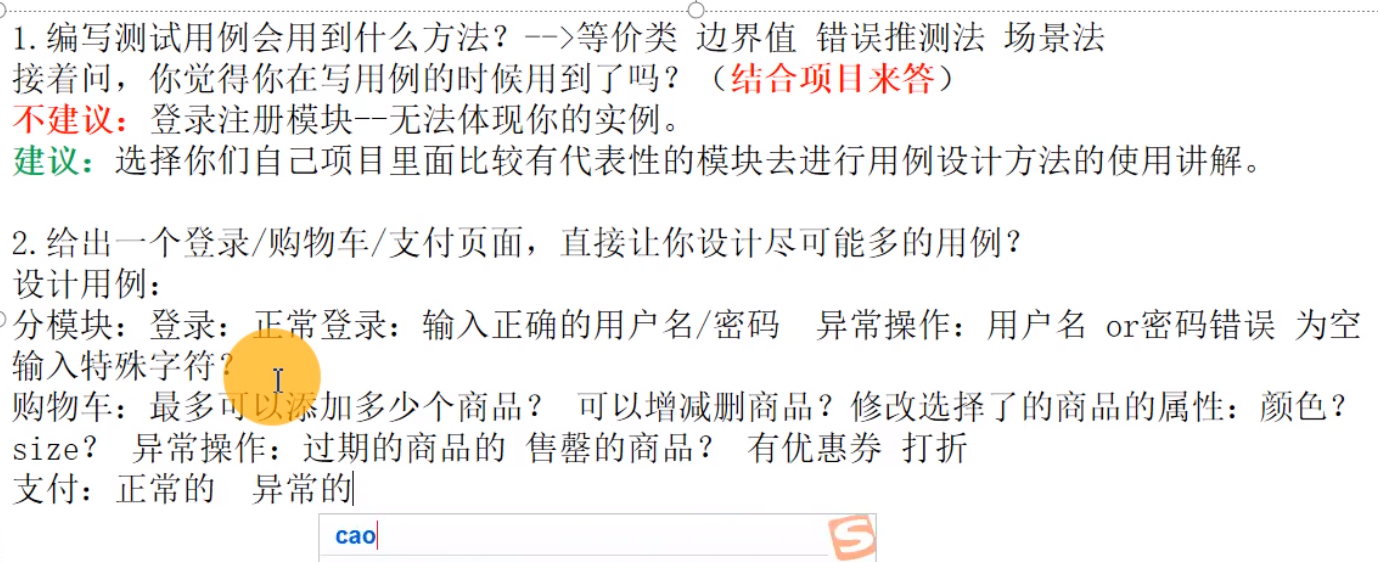 1.编写测试用例会用到什么方法？-->等价类 边界值 错误推测法 场景法
接着问，你觉得你在写用例的时候用到了吗？（结合项目来答）
不建议：登录注册模块--无法体现你的实例。
建议：选择你们自己项目里面比较有代表性的模块去进行用例设计方法的使用讲解。
2.给出一个登录/购物车/支付页面，直接让你设计尽可能多的用例？
设计用例：
分模块：登录：正常登录：输入正确的用户名/密码 异常操作：用户名 or密码错误 为空
输入特殊字符？
购物车：最多可以添加多少个商品？ 可以增减删商品？修改选择了的商品的属性：颜色？
size？ 异常操作：过期的商品的 售罄的商品？ 有优惠券 打折
支付：正常的 异常的
cao
S